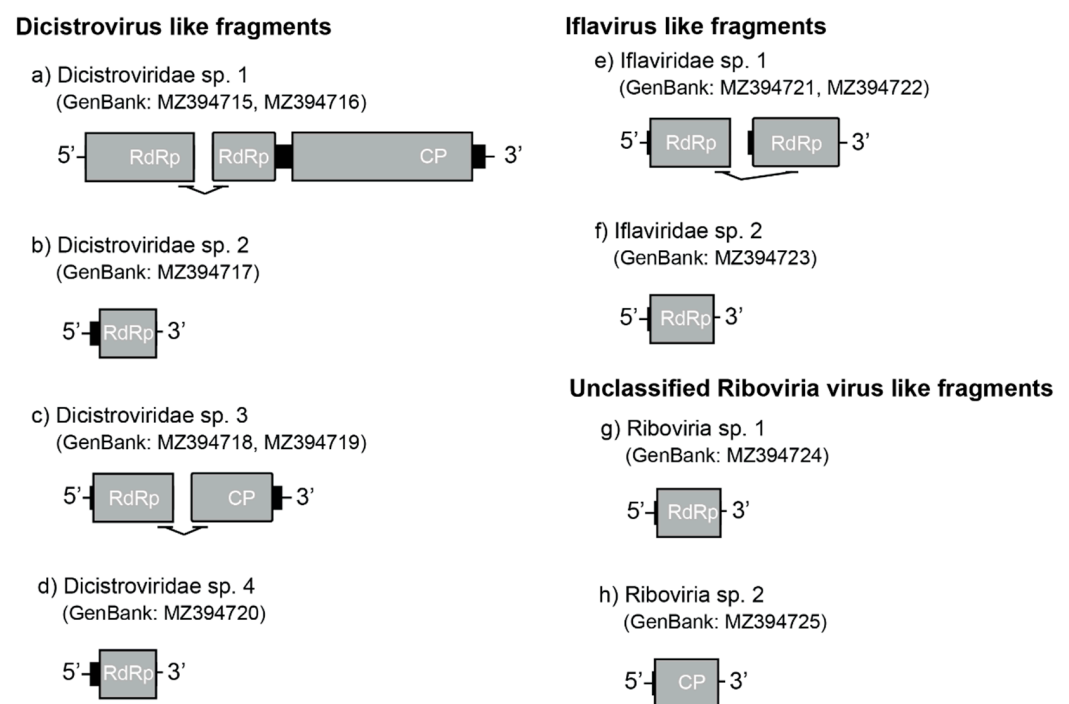 Dicistrovirus like fragments
a) Dicistroviridae sp. 1
(GenBank: MZ394715, MZ394716)
5’ RdRp RdRp CP 3’
b) Dicistroviridae sp. 2
(GenBank: MZ394717)
5’ RdRp 3’
c) Dicistroviridae sp. 3
(GenBank: MZ394718, MZ394719)
5’ RdRp CP 3’
d) Dicistroviridae sp. 4
(GenBank: MZ394720)
5’ RdRp 3’
Iflavirus like fragments
e) Iflaviridae sp. 1
(GenBank: MZ394721, MZ394722)
5’ RdRp RdRp 3’
f) Iflaviridae sp. 2
(GenBank: MZ394723)
5’ RdRp 3’
Unclassified Riboviria virus like fragments
g) Riboviria sp. 1
(GenBank: MZ394724)
5’ RdRp 3’
h) Riboviria sp. 2
(GenBank: MZ394725)
5’ CP 3’